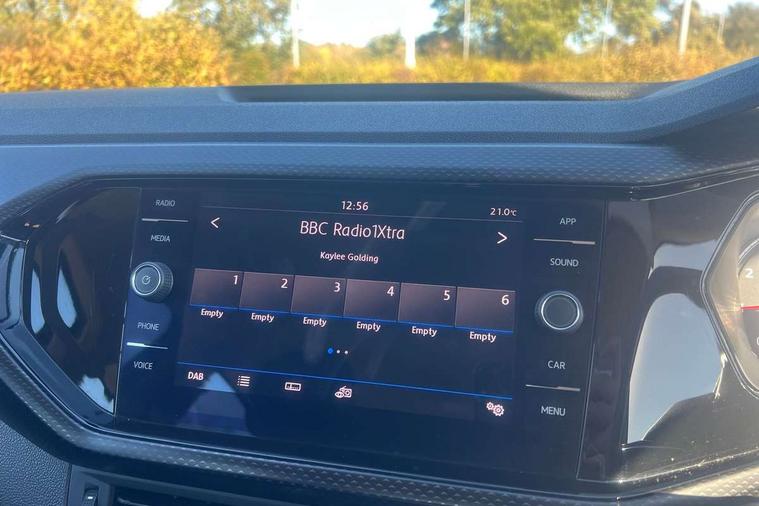 RADIO
MEDIA
PHONE
VOICE
12:56
21.0°C
< BBC Radio1Xtra >
Kaylee Golding
1 2 3 4 5 6
Empty Empty Empty Empty Empty Empty
DAB
APP
SOUND
CAR
MENU
2